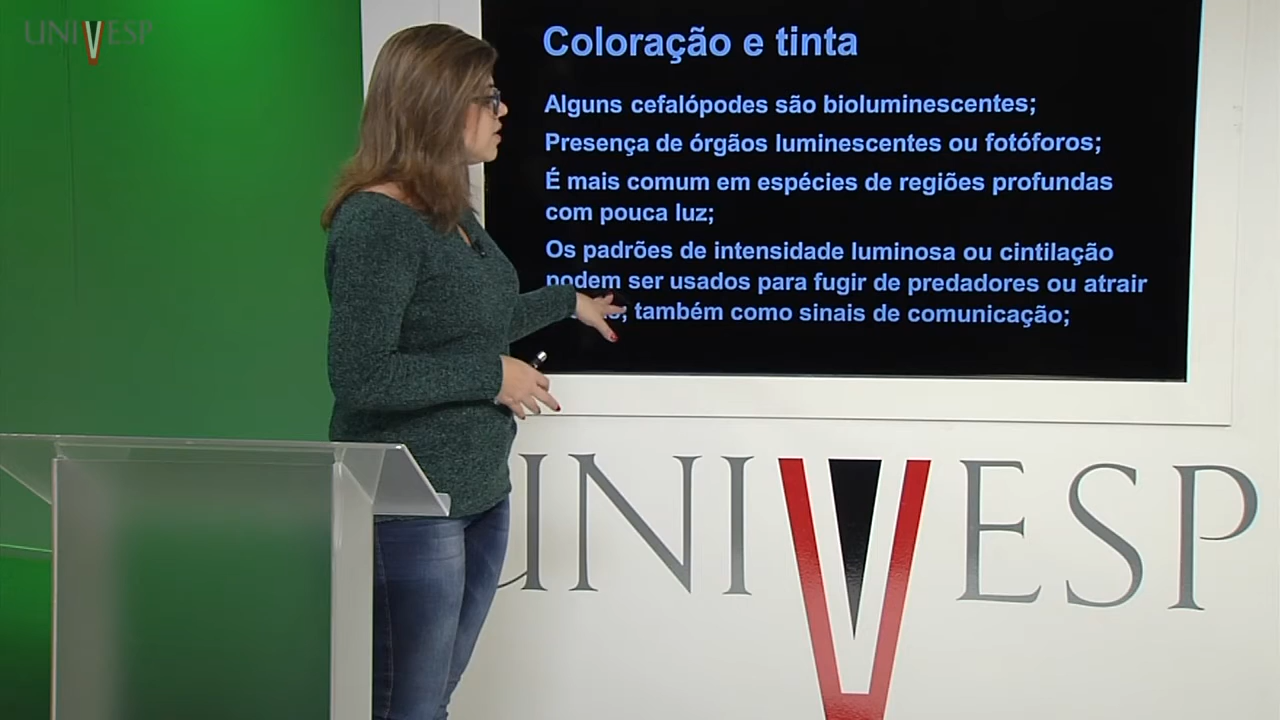 UNIVESP
Coloração e tinta
Alguns cefalópodes são bioluminescentes;
Presença de órgãos luminescentes ou fotóforos;
É mais comum em espécies de regiões profundas
com pouca luz;
Os padrões de intensidade luminosa ou cintilação
podem ser usados para fugir de predadores ou atrair
também como sinais de comunicação;
UNIVESP